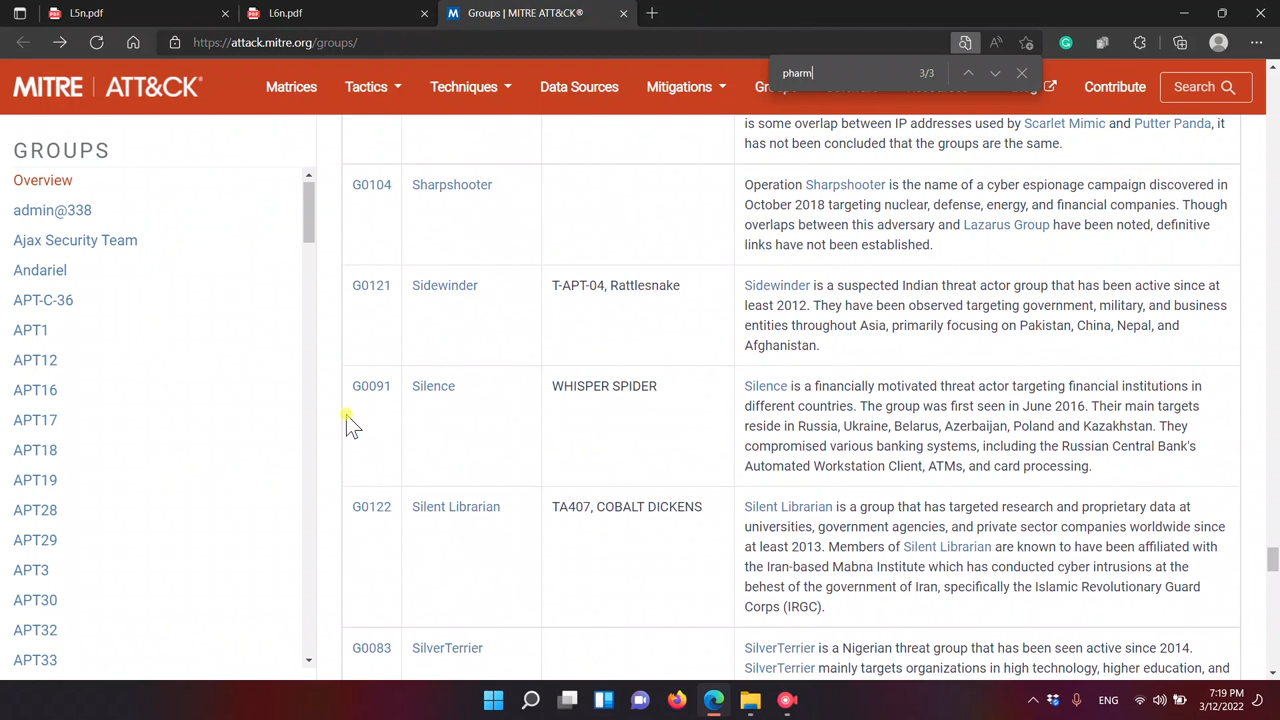 L5n.pdf
L6n.pdf
Groups | MITRE ATT&CK®
https://attack.mitre.org/groups/
pharm
3/3
MITRE | ATT&CK®
Matrices
Tactics
Techniques
Data Sources
Mitigations
Contribute
Search
GROUPS
Overview
admin@338
Ajax Security Team
Andariel
APT-C-36
APT1
APT12
APT16
APT17
APT18
APT19
APT28
APT29
APT3
APT30
APT32
APT33
is some overlap between IP addresses used by Scarlet Mimic and Putter Panda, it
has not been concluded that the groups are the same.
G0104
Sharpshooter
Operation Sharpshooter is the name of a cyber espionage campaign discovered in
October 2018 targeting nuclear, defense, energy, and financial companies. Though
overlaps between this adversary and Lazarus Group have been noted, definitive
links have not been established.
G0121
Sidewinder
T-APT-04, Rattlesnake
Sidewinder is a suspected Indian threat actor group that has been active since at
least 2012. They have been observed targeting government, military, and business
entities throughout Asia, primarily focusing on Pakistan, China, Nepal, and
Afghanistan.
G0091
Silence
WHISPER SPIDER
Silence is a financially motivated threat actor targeting financial institutions in
different countries. The group was first seen in June 2016. Their main targets
reside in Russia, Ukraine, Belarus, Azerbaijan, Poland and Kazakhstan. They
compromised various banking systems, including the Russian Central Bank's
Automated Workstation Client, ATMs, and card processing.
G0122
Silent Librarian
TA407, COBALT DICKENS
Silent Librarian is a group that has targeted research and proprietary data at
universities, government agencies, and private sector companies worldwide since
at least 2013. Members of Silent Librarian are known to have been affiliated with
the Iran-based Mabna Institute which has conducted cyber intrusions at the
behest of the government of Iran, specifically the Islamic Revolutionary Guard
Corps (IRGC).
G0083
SilverTerrier
SilverTerrier is a Nigerian threat group that has been seen active since 2014.
SilverTerrier mainly targets organizations in high technology, higher education, and
ENG
7:19 PM
3/12/2022